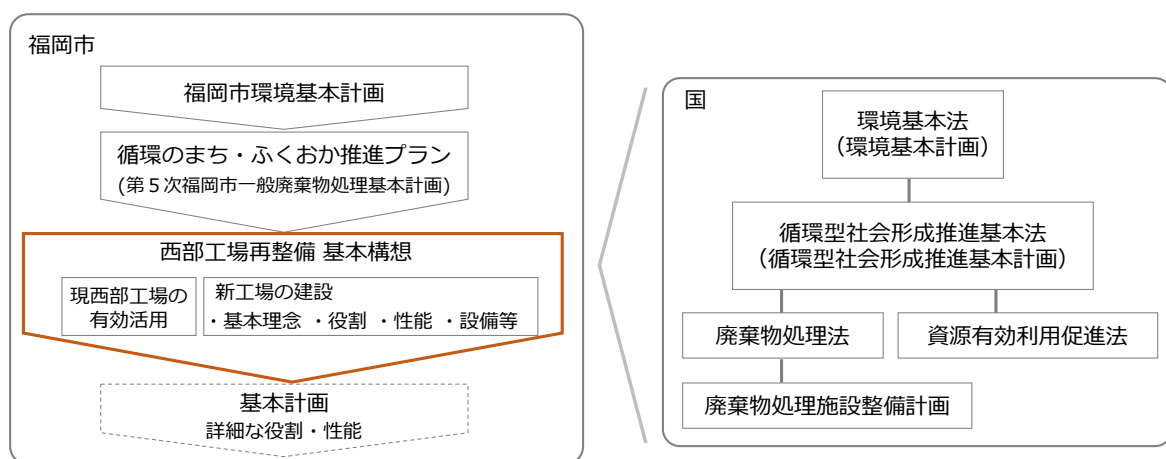 福岡市
福岡市環境基本計画
循環のまち・ふくおか推進プラン
(第5次福岡市一般廃棄物処理基本計画)
西部工場再整備 基本構想
現西部工場の
有効活用
新工場の建設
・基本理念 ・役割 ・性能 ・設備等
基本計画
詳細な役割・性能
国
環境基本法
(環境基本計画)
循環型社会形成推進基本法
(循環型社会形成推進基本計画)
廃棄物処理法
資源有効利用促進法
廃棄物処理施設整備計画